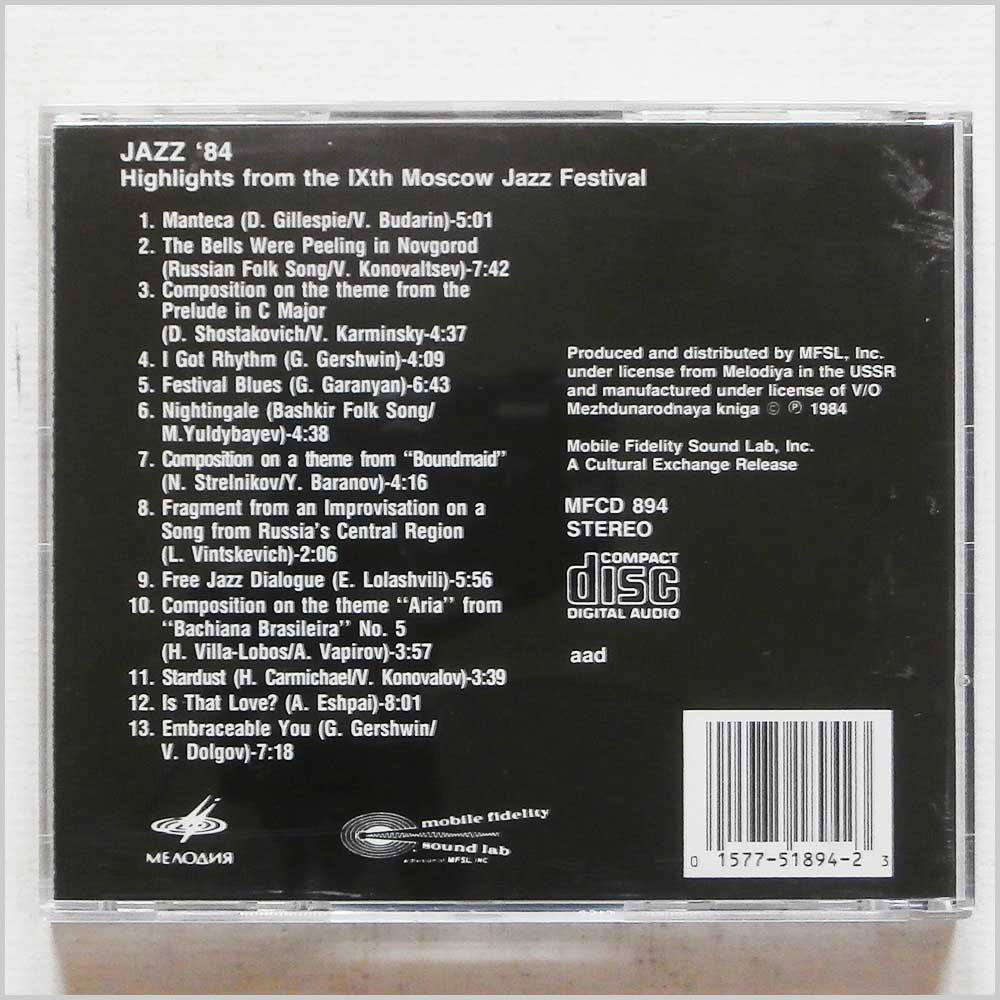 JAZZ '84
Highlights from the IXth Moscow Jazz Festival
1. Manteca (D. Gillespie/V. Budarin)-5:01
2. The Bells Were Peeling in Novgorod
(Russian Folk Song/V. Konovaltsev)-7:42
3. Composition on the theme from the
Prelude in C Major
(D. Shostakovich/V. Karminsky-4:37
4. I Got Rhythm (G. Gershwin)-4:09
5. Festival Blues (G. Garanyan)-6:43
6. Nightingale (Bashkir Folk Song/
M.Yuldybayev)-4:38
7. Composition on a theme from "Boundmaid"
(N. Strelnikov/Y. Baranov)-4:16
8. Fragment from an Improvisation on a
Song from Russia's Central Region
(L. Vintskevich)-2:06
9. Free Jazz Dialogue (E. Lolashvili)-5:56
10. Composition on the theme "Aria" from
"Bachiana Brasileira" No. 5
(H. Villa-Lobos/A. Vapirov)-3:57
11. Stardust (H. Carmichael/V. Konovalov)-3:39
12. Is That Love? (A. Eshpai)-8:01
13. Embraceable You (G. Gershwin/
V. Dolgov)-7:18
Produced and distributed by MFSL, Inc.
under license from Melodiya in the USSR
and manufactured under license of V/O
Mezhdunarodnaya kniga © ℗ 1984
Mobile Fidelity Sound Lab, Inc.
A Cultural Exchange Release
MFCD 894
STEREO
COMPACT
disc
DIGITAL AUDIO
aad
МЕЛОДИЯ
mobile fidelity
sound lab
a division of MFSL, INC
0 1577-51894-2 3